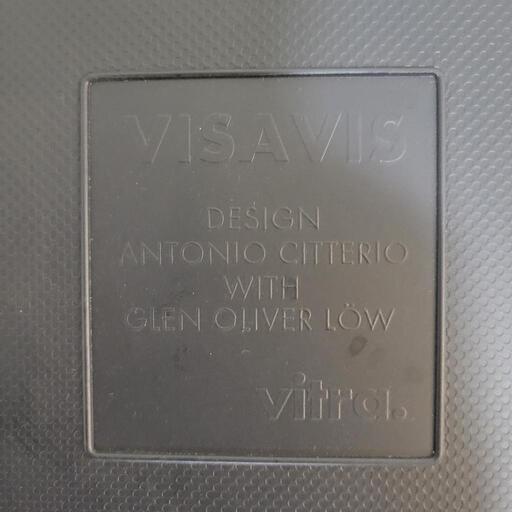 VISAVIS
DESIGN
ANTONIO CITTERIO
WITH
GLEN OLIVER LÖW
vitra.